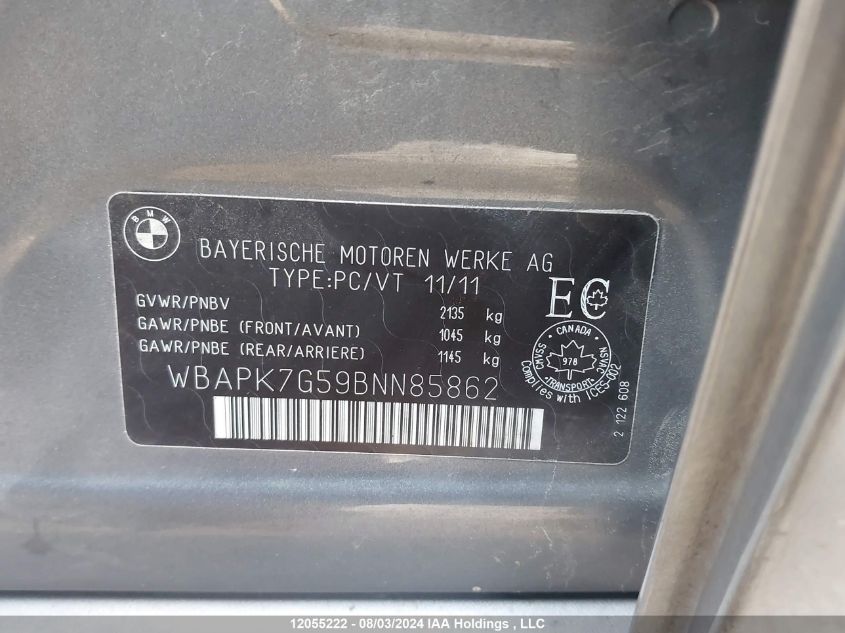 BMW
BAYERISCHE MOTOREN WERKE AG
TYPE:PC/VT 11/11
GVWR/PNBV 2135 kg
GAWR/PNBE (FRONT/AVANT) 1045 kg
GAWR/PNBE (REAR/ARRIERE) 1145 kg
WBAPK7G59BNN85862
EC
CANADA
CMVSS
NSVAC
978
TRANSPORT
Complies with ICES-002
2 122 608
12055222 - 08/03/2024 IAA Holdings , LLC